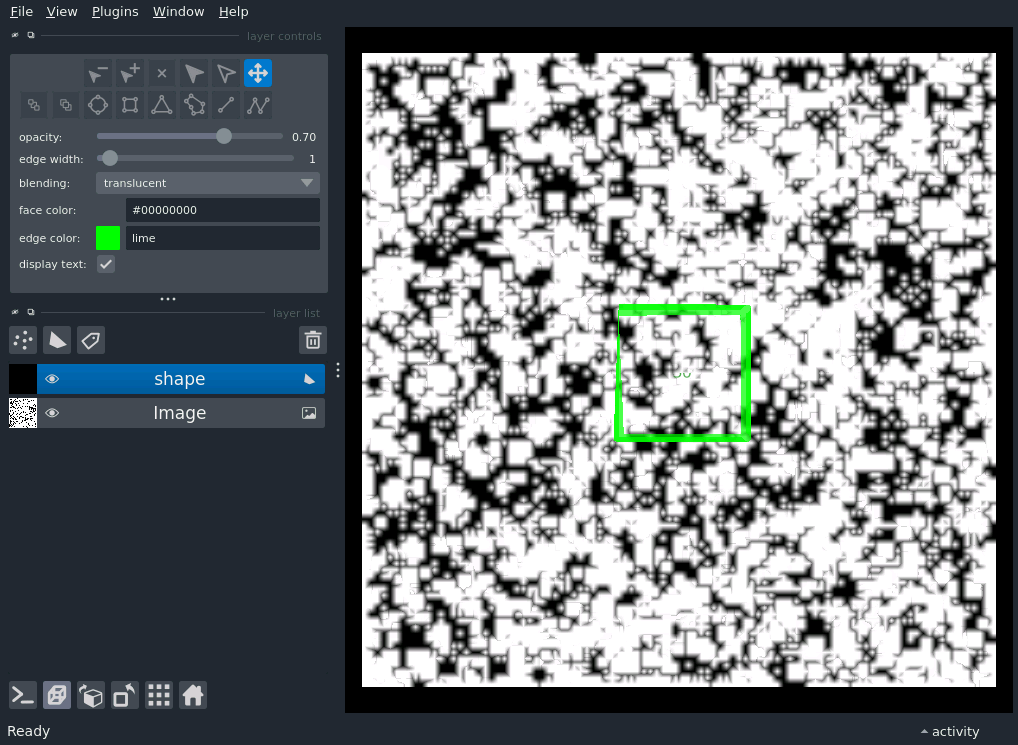 File View Plugins Window Help
layer controls
opacity: 0.70
edge width: 1
blending: translucent
face color: #00000000
edge color: lime
display text:
layer list
shape
Image
Ready
activity